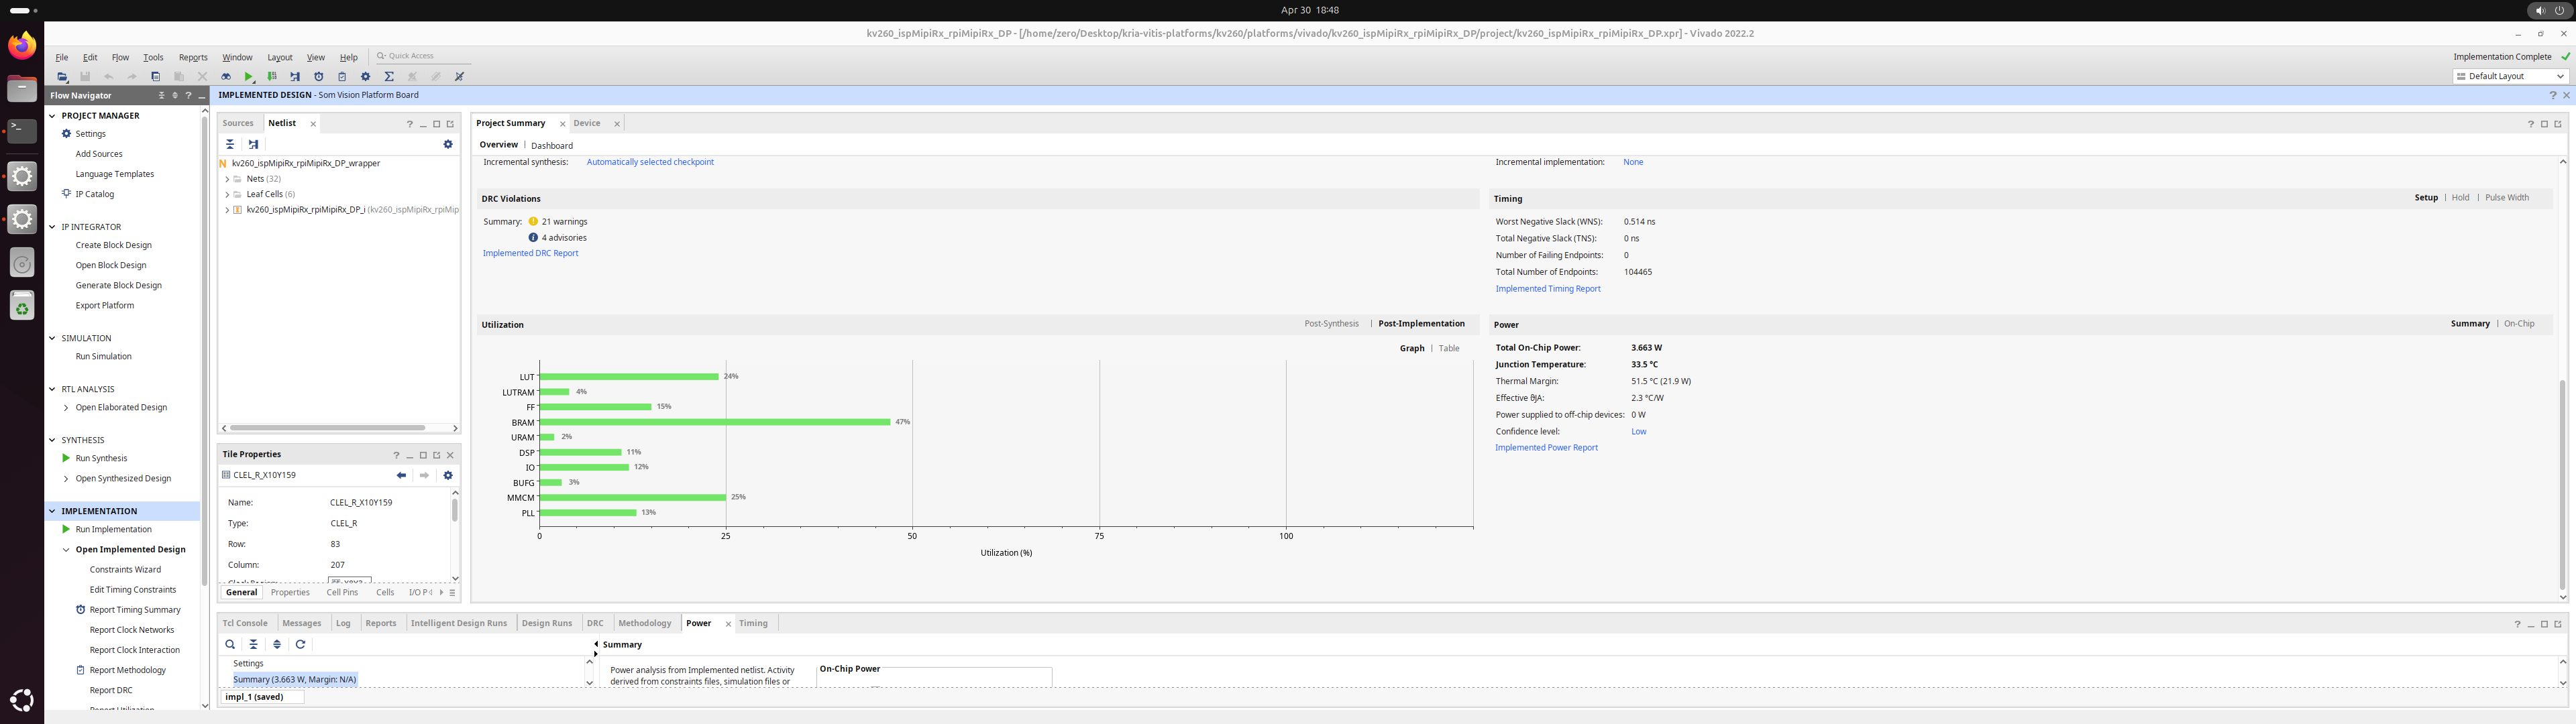 Apr 30 18:48
kv260_ispMipiRx_rpiMipiRx_DP - [/home/zero/Desktop/kria-vitis-platforms/kv260/platforms/vivado/kv260_ispMipiRx_rpiMipiRx_DP/project/kv260_ispMipiRx_rpiMipiRx_DP.xpr] - Vivado 2022.2
File Edit Flow Tools Reports Window Layout View Help Quick Access
Implementation Complete
Default Layout
Flow Navigator
PROJECT MANAGER
Settings
Add Sources
Language Templates
IP Catalog
IP INTEGRATOR
Create Block Design
Open Block Design
Generate Block Design
Export Platform
SIMULATION
Run Simulation
RTL ANALYSIS
Open Elaborated Design
SYNTHESIS
Run Synthesis
Open Synthesized Design
IMPLEMENTATION
Run Implementation
Open Implemented Design
Constraints Wizard
Edit Timing Constraints
Report Timing Summary
Report Clock Networks
Report Clock Interaction
Report Methodology
Report DRC
IMPLEMENTED DESIGN - Som Vision Platform Board
Sources Netlist
N kv260_ispMipiRx_rpiMipiRx_DP_wrapper
Nets (32)
Leaf Cells (6)
kv260_ispMipiRx_rpiMipiRx_DP_i (kv260_ispMipiRx_rpiMip
Tile Properties
CLEL_R_X10Y159
Name: CLEL_R_X10Y159
Type: CLEL_R
Row: 83
Column: 207
General Properties Cell Pins Cells I/O P
Project Summary Device
Overview | Dashboard
Incremental synthesis: Automatically selected checkpoint
Incremental implementation: None
DRC Violations
Summary: 21 warnings
4 advisories
Implemented DRC Report
Timing
Setup | Hold | Pulse Width
Worst Negative Slack (WNS): 0.514 ns
Total Negative Slack (TNS): 0 ns
Number of Failing Endpoints: 0
Total Number of Endpoints: 104465
Implemented Timing Report
Utilization
Post-Synthesis | Post-Implementation
Graph | Table
LUT 24%
LUTRAM 4%
FF 15%
BRAM 47%
URAM 2%
DSP 11%
IO 12%
BUFG 3%
MMCM 25%
PLL 13%
0 25 50 75 100
Utilization (%)
Power
Summary | On-Chip
Total On-Chip Power: 3.663 W
Junction Temperature: 33.5 °C
Thermal Margin: 51.5 °C (21.9 W)
Effective ϑJA: 2.3 °C/W
Power supplied to off-chip devices: 0 W
Confidence level: Low
Implemented Power Report
Tcl Console Messages Log Reports Intelligent Design Runs Design Runs DRC Methodology Power Timing
Settings
Summary (3.663 W, Margin: N/A)
impl_1 (saved)
Summary
Power analysis from Implemented netlist. Activity
derived from constraints files, simulation files or
On-Chip Power